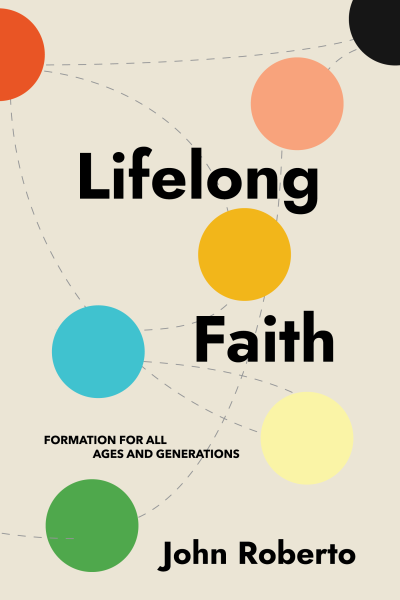 Lifelong
Faith
FORMATION FOR ALL
AGES AND GENERATIONS
John Roberto